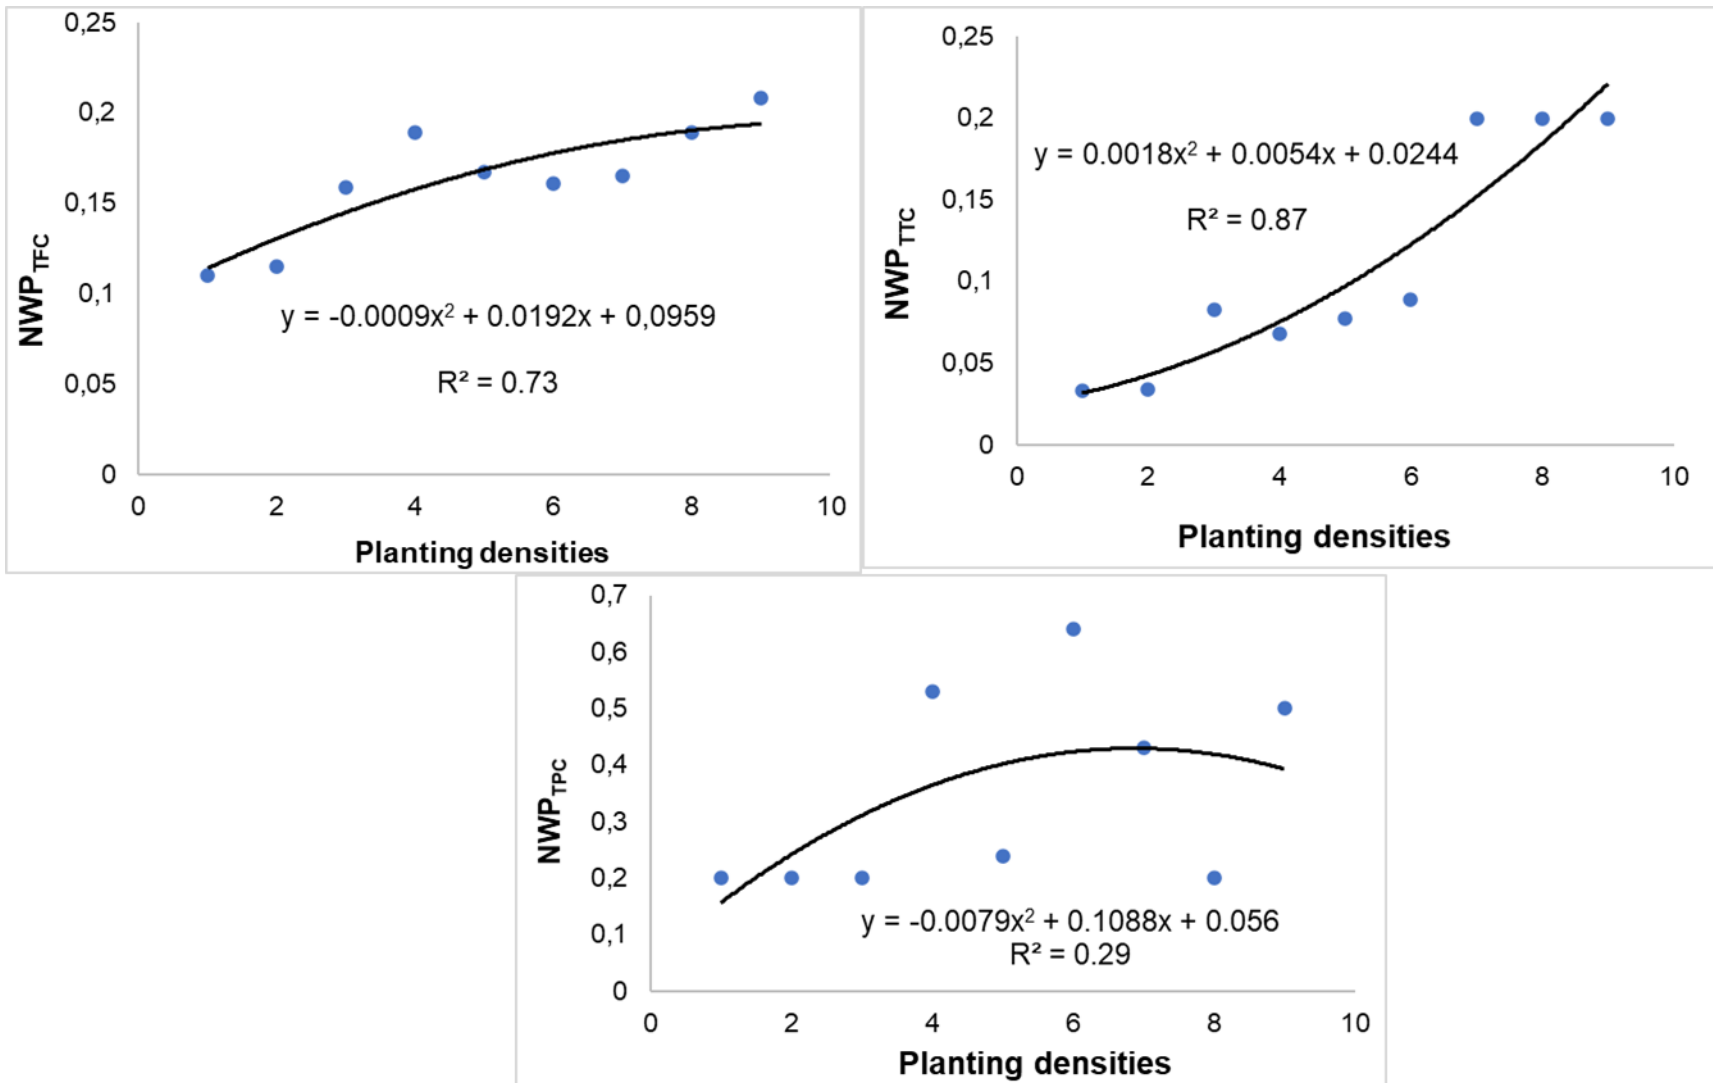 0,25
0,2
0,15
0,1
0,05
0
0 2 4 6 8 10
NWP_TFC
y = -0.0009x² + 0.0192x + 0,0959
R² = 0.73
Planting densities
0,25
0,2
0,15
0,1
0,05
0
0 2 4 6 8 10
NWP_TTC
y = 0.0018x² + 0.0054x + 0.0244
R² = 0.87
Planting densities
0,7
0,6
0,5
0,4
0,3
0,2
0,1
0
0 2 4 6 8 10
NWP_TPC
y = -0.0079x² + 0.1088x + 0.056
R² = 0.29
Planting densities